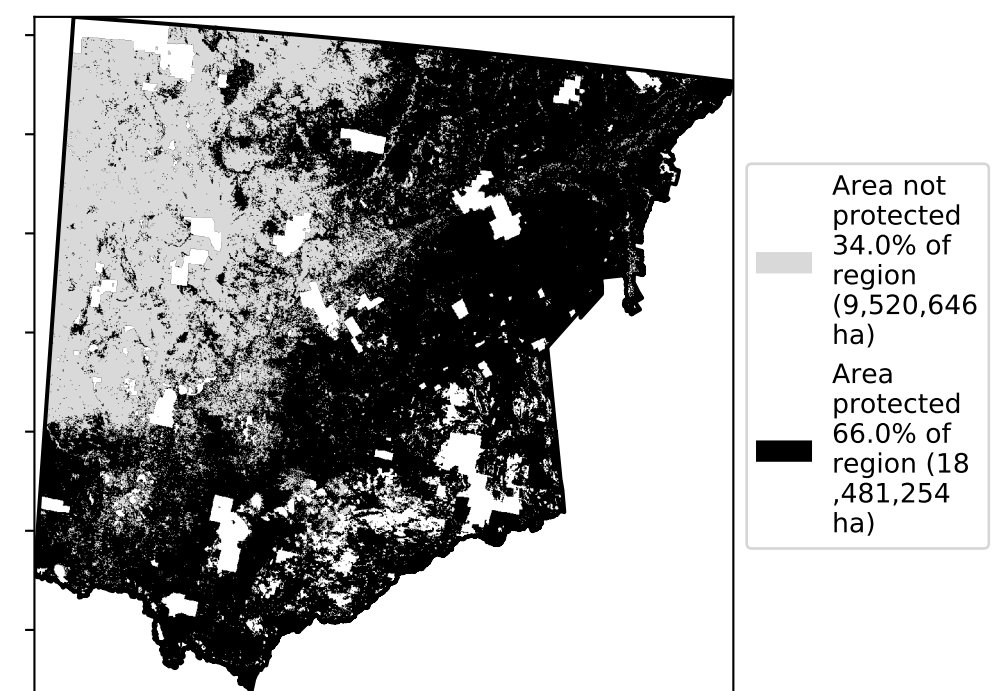 Area not
protected
34.0% of
region
(9,520,646
ha)
Area
protected
66.0% of
region (18
,481,254
ha)